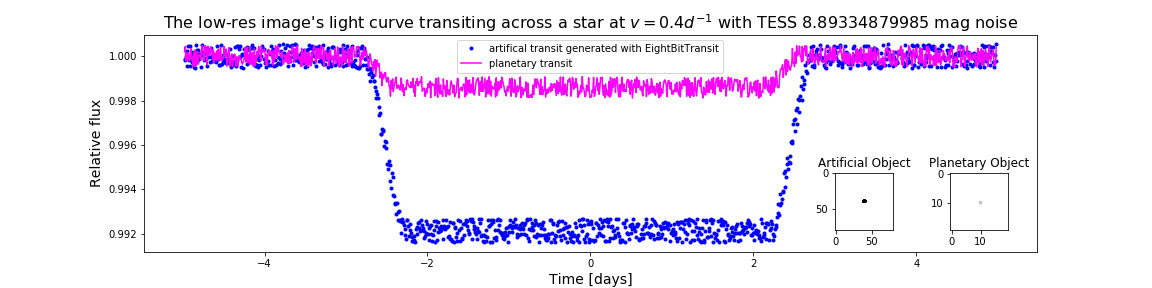 The low-res image's light curve transiting across a star at v = 0.4d⁻¹ with TESS 8.89334879985 mag noise
artifical transit generated with EightBitTransit
planetary transit
Relative flux
1.000
0.998
0.996
0.994
0.992
Artificial Object
0
50
0
50
Planetary Object
0
10
0
10
−4
−2
0
2
4
Time [days]